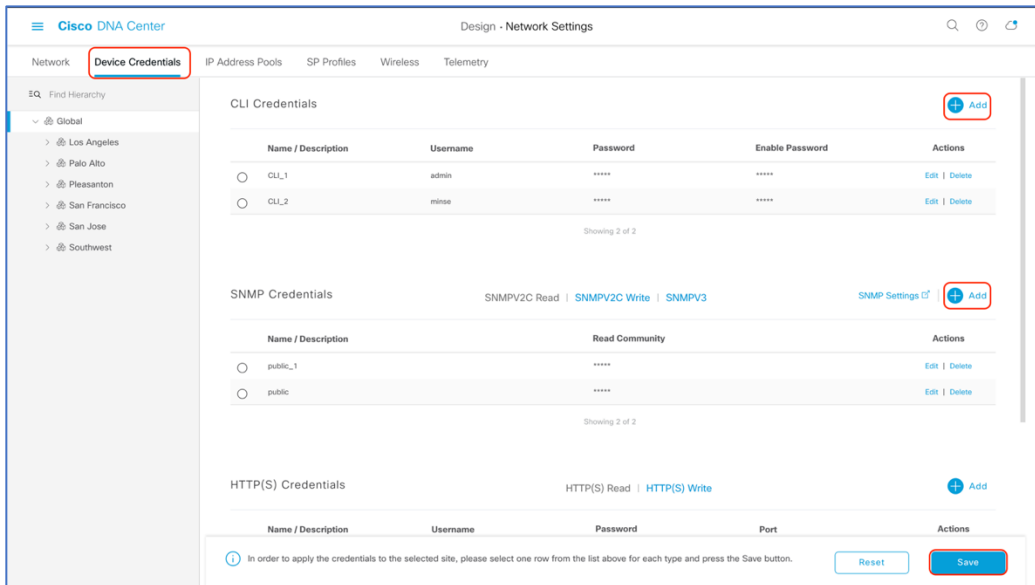 Cisco DNA Center
Design · Network Settings
Network Device Credentials IP Address Pools SP Profiles Wireless Telemetry
Find Hierarchy
Global
Los Angeles
Palo Alto
Pleasanton
San Francisco
San Jose
Southwest
CLI Credentials Add
Name / Description Username Password Enable Password Actions
CLI_1 admin ***** ***** Edit | Delete
CLI_2 minse ***** ***** Edit | Delete
Showing 2 of 2
SNMP Credentials SNMPV2C Read | SNMPV2C Write | SNMPV3 SNMP Settings Add
Name / Description Read Community Actions
public_1 ***** Edit | Delete
public ***** Edit | Delete
Showing 2 of 2
HTTP(S) Credentials HTTP(S) Read | HTTP(S) Write Add
Name / Description Username Password Port Actions
In order to apply the credentials to the selected site, please select one row from the list above for each type and press the Save button. Reset Save